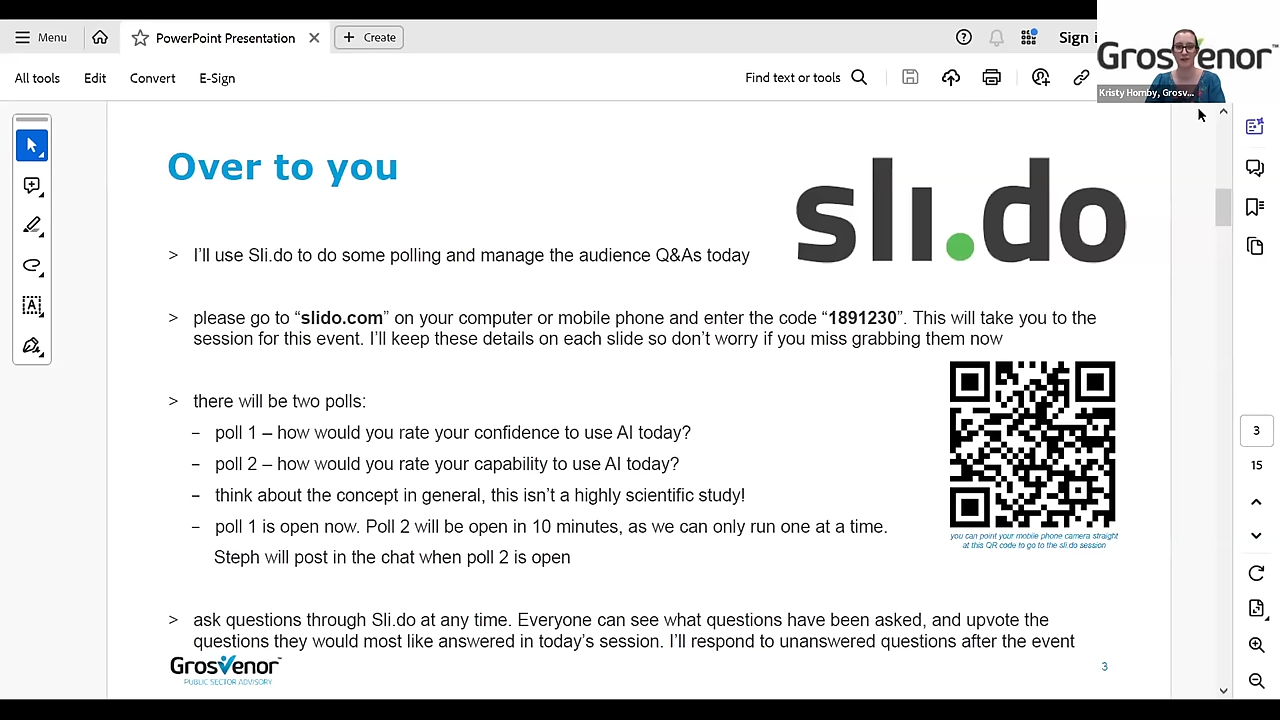 Menu
PowerPoint Presentation
Create
Sign i
GrosvenorTM
Kristy Hornby, Grosv...
All tools
Edit
Convert
E-Sign
Find text or tools
Over to you
sli.do
> I'll use Sli.do to do some polling and manage the audience Q&As today
> please go to “slido.com” on your computer or mobile phone and enter the code “1891230”. This will take you to the
session for this event. I'll keep these details on each slide so don't worry if you miss grabbing them now
> there will be two polls:
– poll 1 – how would you rate your confidence to use AI today?
– poll 2 – how would you rate your capability to use AI today?
– think about the concept in general, this isn't a highly scientific study!
– poll 1 is open now. Poll 2 will be open in 10 minutes, as we can only run one at a time.
Steph will post in the chat when poll 2 is open
you can point your mobile phone camera straight
at this QR code to go to the sli.do session
> ask questions through Sli.do at any time. Everyone can see what questions have been asked, and upvote the
questions they would most like answered in today's session. I'll respond to unanswered questions after the event
GrosvenorTM
PUBLIC SECTOR ADVISORY
3
3
15